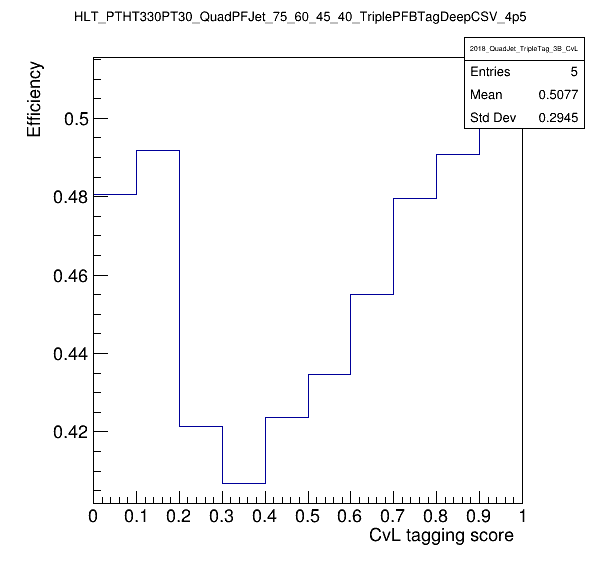 HLT_PTHT330PT30_QuadPFJet_75_60_45_40_TriplePFBTagDeepCSV_4p5
2018_QuadJet_TripleTag_3B_CvL
Entries 5
Mean 0.5077
Std Dev 0.2945
Efficiency
0.5
0.48
0.46
0.44
0.42
0 0.1 0.2 0.3 0.4 0.5 0.6 0.7 0.8 0.9 1
CvL tagging score